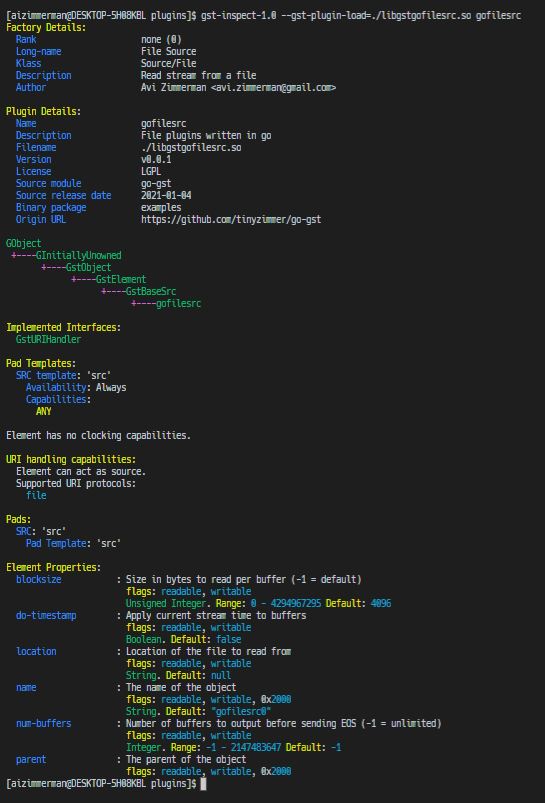 [aizimmerman@DESKTOP-5H08KBL plugins]$ gst-inspect-1.0 --gst-plugin-load=./libgstgofilesrc.so gofilesrc
Factory Details:
  Rank                     none (0)
  Long-name                File Source
  Klass                    Source/File
  Description              Read stream from a file
  Author                   Avi Zimmerman <avi.zimmerman@gmail.com>

Plugin Details:
  Name                     gofilesrc
  Description              File plugins written in go
  Filename                 ./libgstgofilesrc.so
  Version                  v0.0.1
  License                  LGPL
  Source module            go-gst
  Source release date      2021-01-04
  Binary package           examples
  Origin URL               https://github.com/tinyzimmer/go-gst

GObject
 +----GInitiallyUnowned
       +----GstObject
             +----GstElement
                   +----GstBaseSrc
                         +----gofilesrc

Implemented Interfaces:
  GstURIHandler

Pad Templates:
  SRC template: 'src'
    Availability: Always
    Capabilities:
      ANY

Element has no clocking capabilities.

URI handling capabilities:
  Element can act as source.
  Supported URI protocols:
    file

Pads:
  SRC: 'src'
    Pad Template: 'src'

Element Properties:
  blocksize           : Size in bytes to read per buffer (-1 = default)
                        flags: readable, writable
                        Unsigned Integer. Range: 0 - 4294967295 Default: 4096
  do-timestamp        : Apply current stream time to buffers
                        flags: readable, writable
                        Boolean. Default: false
  location            : Location of the file to read from
                        flags: readable, writable
                        String. Default: null
  name                : The name of the object
                        flags: readable, writable, 0x2000
                        String. Default: "gofilesrc0"
  num-buffers         : Number of buffers to output before sending EOS (-1 = unlimited)
                        flags: readable, writable
                        Integer. Range: -1 - 2147483647 Default: -1
  parent              : The parent of the object
                        flags: readable, writable, 0x2000
[aizimmerman@DESKTOP-5H08KBL plugins]$